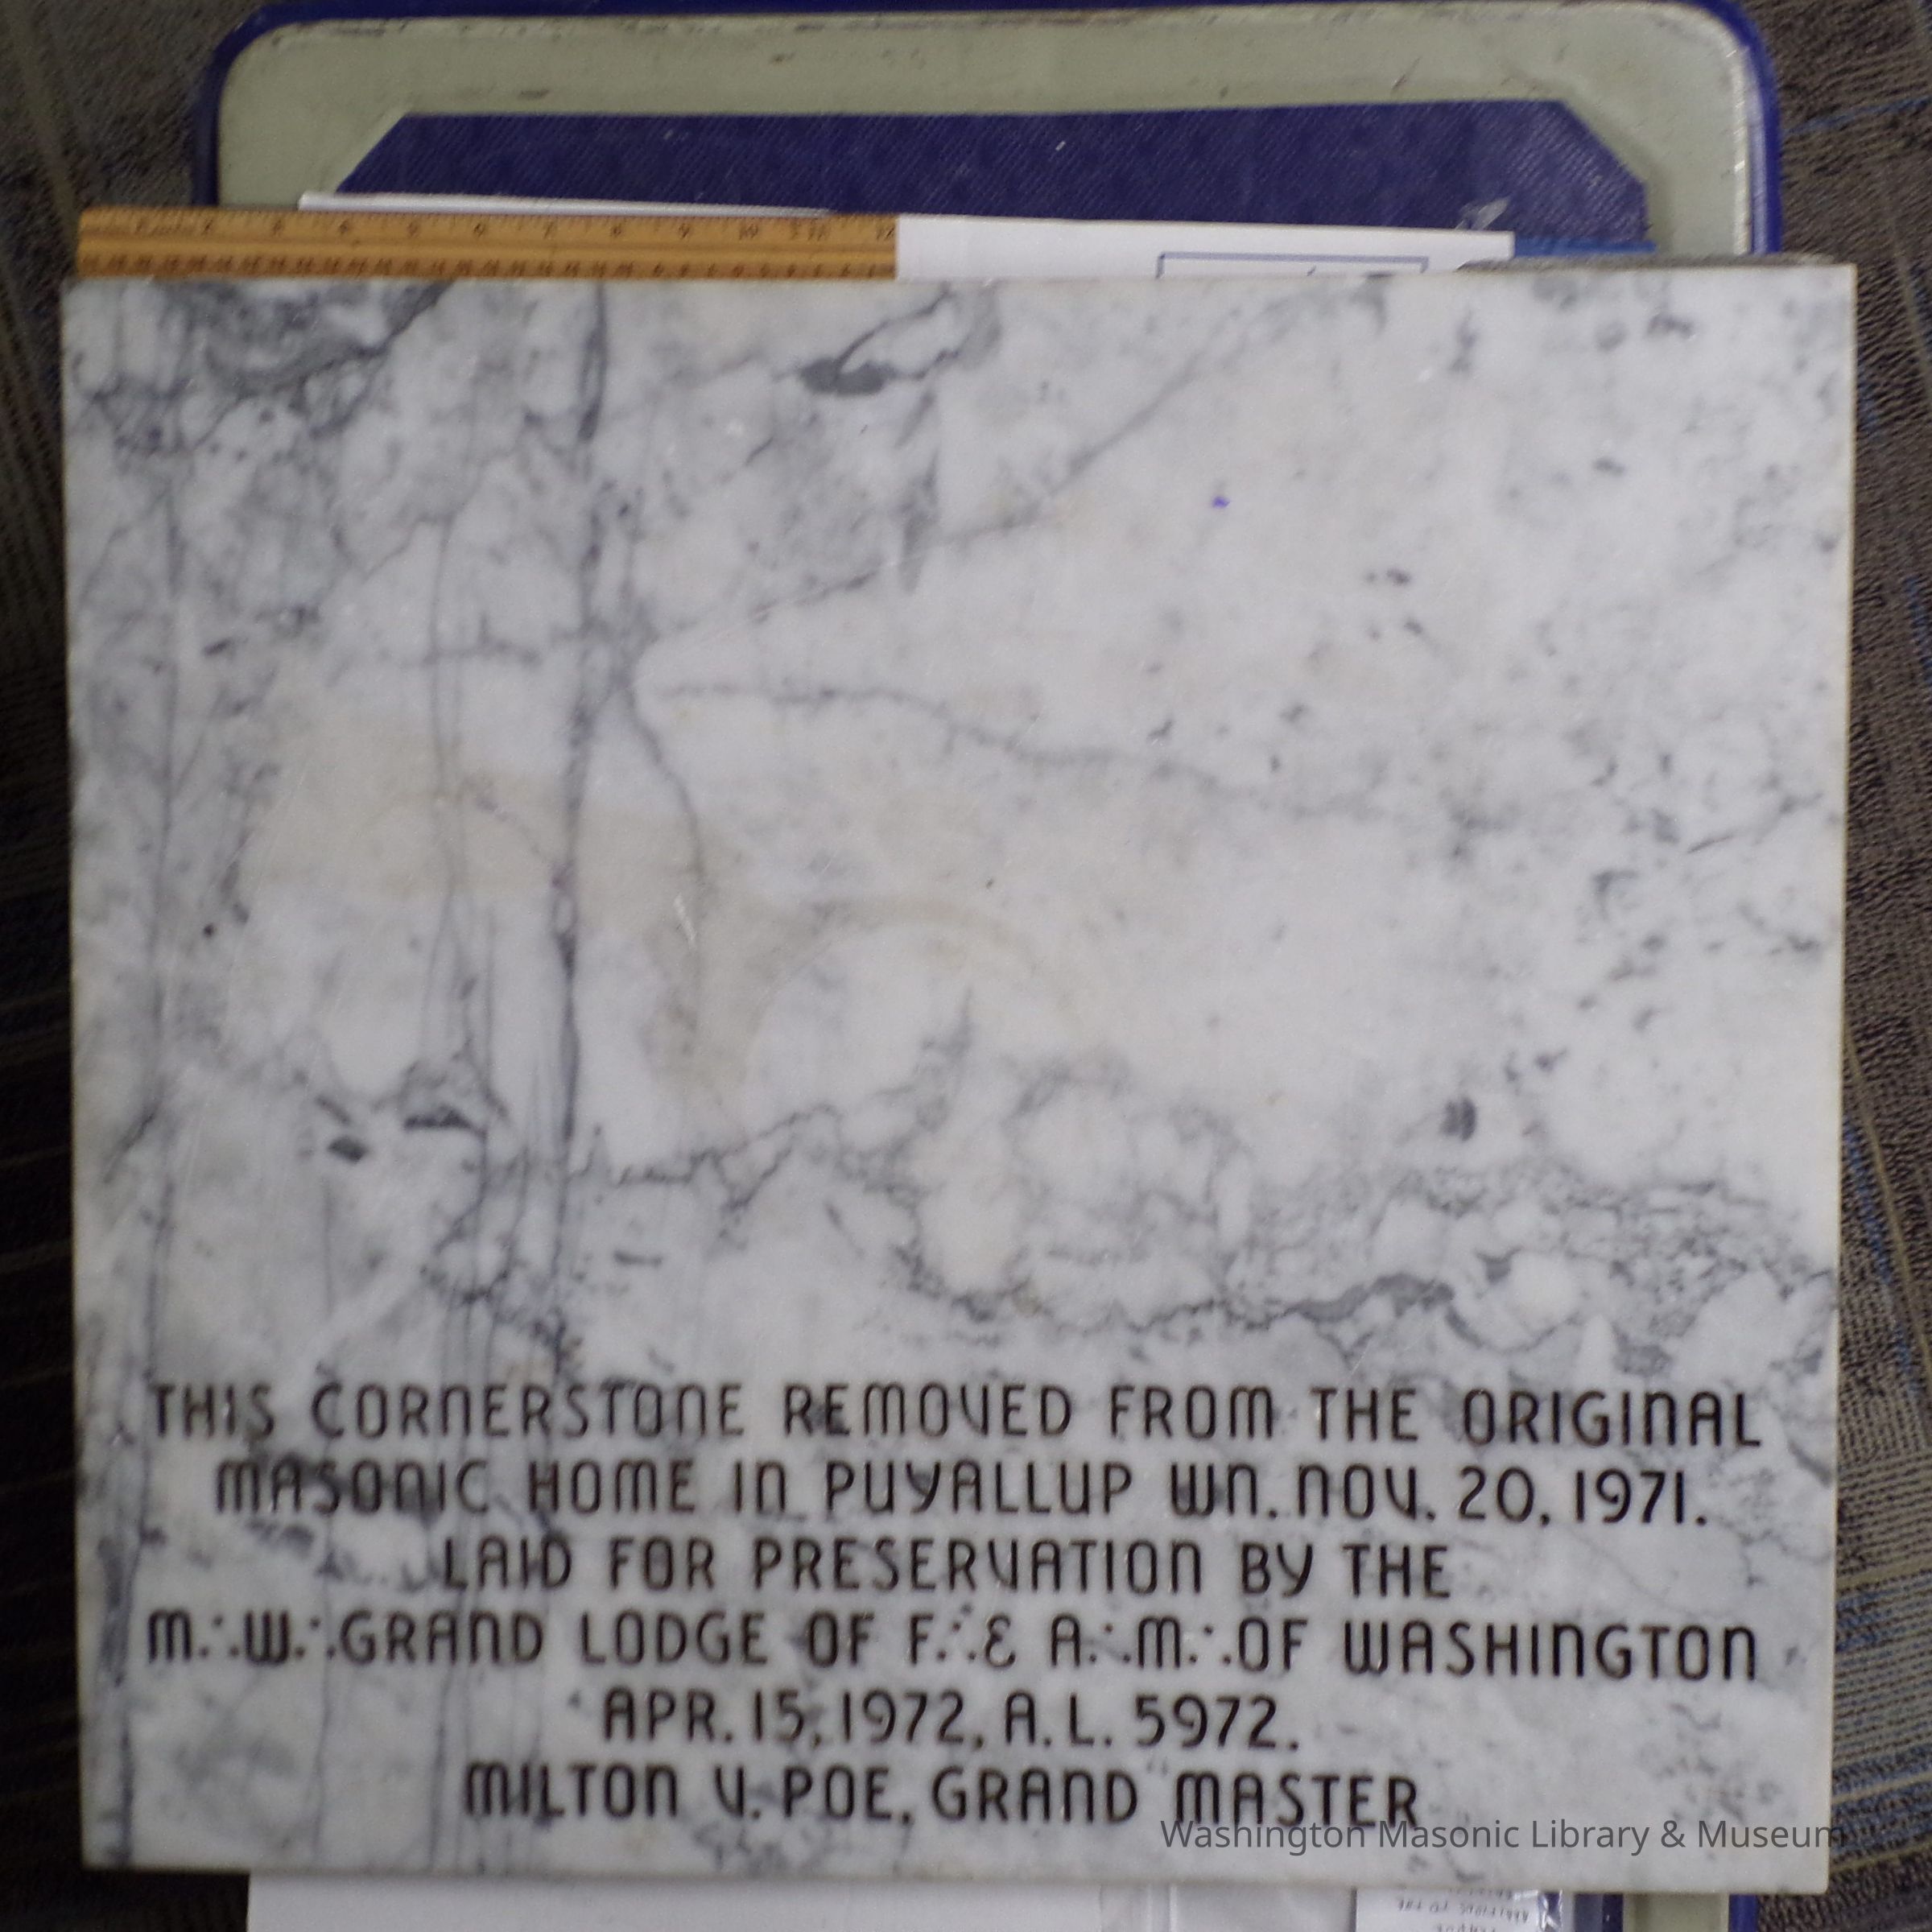 THIS CORNERSTONE REMOVED FROM THE ORIGINAL
MASONIC HOME IN PUYALLUP WN. NOV. 20, 1971.
LAID FOR PRESERVATION BY THE
M∴W∴GRAND LODGE OF F∴& A∴M∴OF WASHINGTON
APR. 15, 1972, A. L. 5972.
MILTON V. POE, GRAND MASTER
Washington Masonic Library & Museum